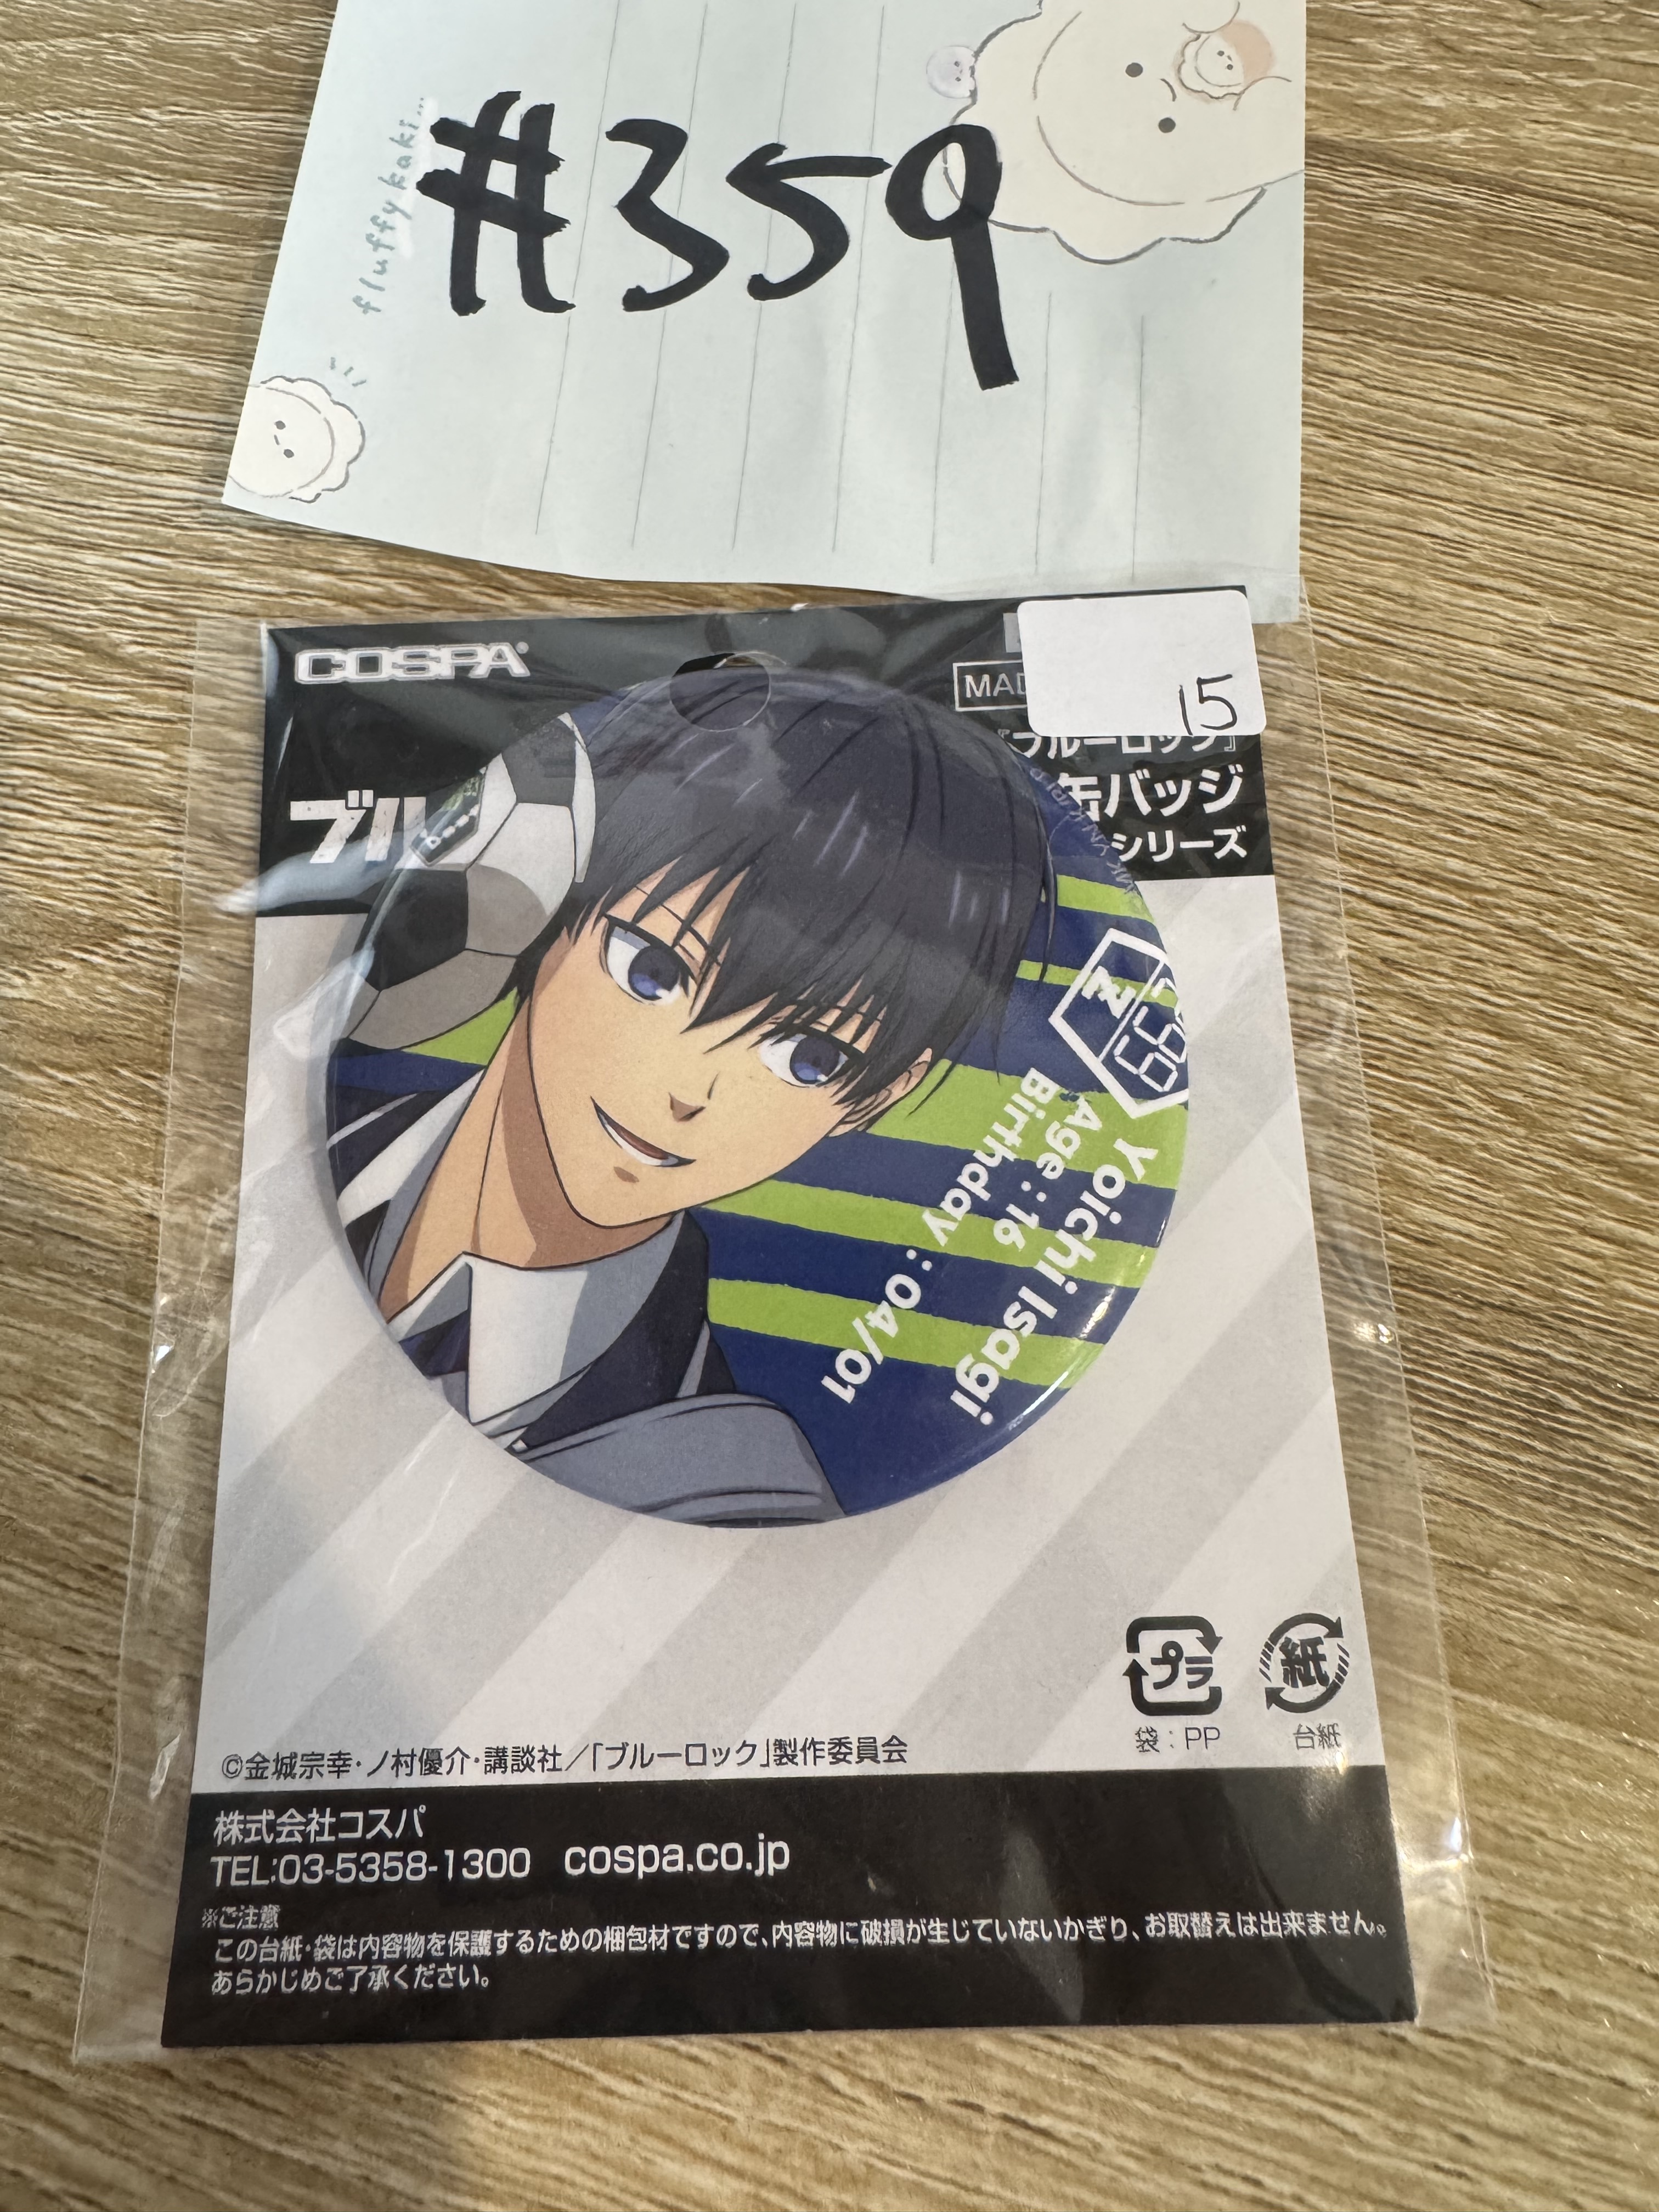 fluffy kaki...
#359
COSPA®
15
『ブルーロック』
缶バッジ
シリーズ
Z
299
Yoichi Isagi
Age : 16
Birthday : 04/01
プラ
紙
袋：PP
台紙
©金城宗幸・ノ村優介・講談社／「ブルーロック」製作委員会
株式会社コスパ
TEL:03-5358-1300 cospa.co.jp
※ご注意
この台紙・袋は内容物を保護するための梱包材ですので、内容物に破損が生じていないかぎり、お取替えは出来ません。
あらかじめご了承ください。